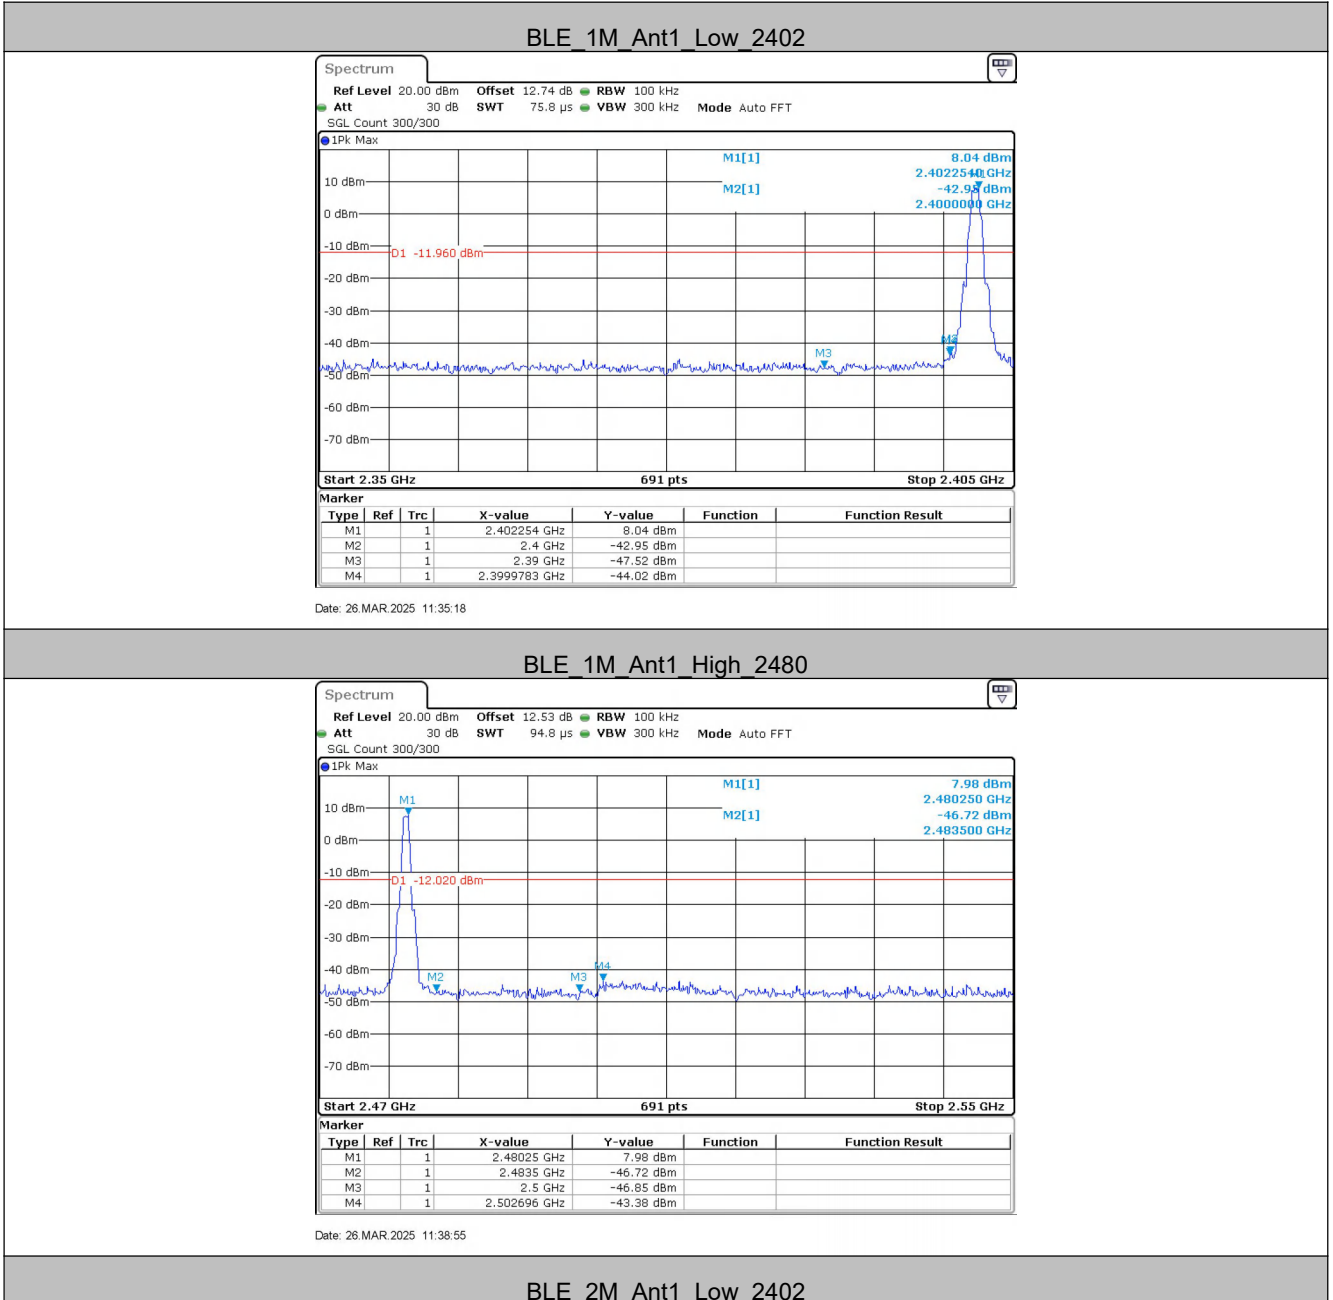 BLE_1M_Ant1_Low_2402
Spectrum
Ref Level 20.00 dBm Offset 12.74 dB RBW 100 kHz
Att 30 dB SWT 75.8 µs VBW 300 kHz Mode Auto FFT
SGL Count 300/300
1Pk Max
M1[1] 8.04 dBm
2.4022540 GHz
M2[1] -42.95 dBm
2.4000000 GHz
M1
10 dBm
0 dBm
-10 dBm
D1 -11.960 dBm
-20 dBm
-30 dBm
-40 dBm
M3
-50 dBm
-60 dBm
-70 dBm
Start 2.35 GHz 691 pts Stop 2.405 GHz
Marker
Type Ref Trc X-value Y-value Function Function Result
M1 1 2.402254 GHz 8.04 dBm
M2 1 2.4 GHz -42.95 dBm
M3 1 2.39 GHz -47.52 dBm
M4 1 2.3999783 GHz -44.02 dBm
Date: 26.MAR.2025 11:35:18
BLE_1M_Ant1_High_2480
Spectrum
Ref Level 20.00 dBm Offset 12.53 dB RBW 100 kHz
Att 30 dB SWT 94.8 µs VBW 300 kHz Mode Auto FFT
SGL Count 300/300
1Pk Max
M1[1] 7.98 dBm
2.480250 GHz
M2[1] -46.72 dBm
2.483500 GHz
M1
10 dBm
0 dBm
-10 dBm
D1 -12.020 dBm
-20 dBm
-30 dBm
-40 dBm
M2 M3 M4
-50 dBm
-60 dBm
-70 dBm
Start 2.47 GHz 691 pts Stop 2.55 GHz
Marker
Type Ref Trc X-value Y-value Function Function Result
M1 1 2.48025 GHz 7.98 dBm
M2 1 2.4835 GHz -46.72 dBm
M3 1 2.5 GHz -46.85 dBm
M4 1 2.502696 GHz -43.38 dBm
Date: 26.MAR.2025 11:38:55
BLE_2M_Ant1_Low_2402